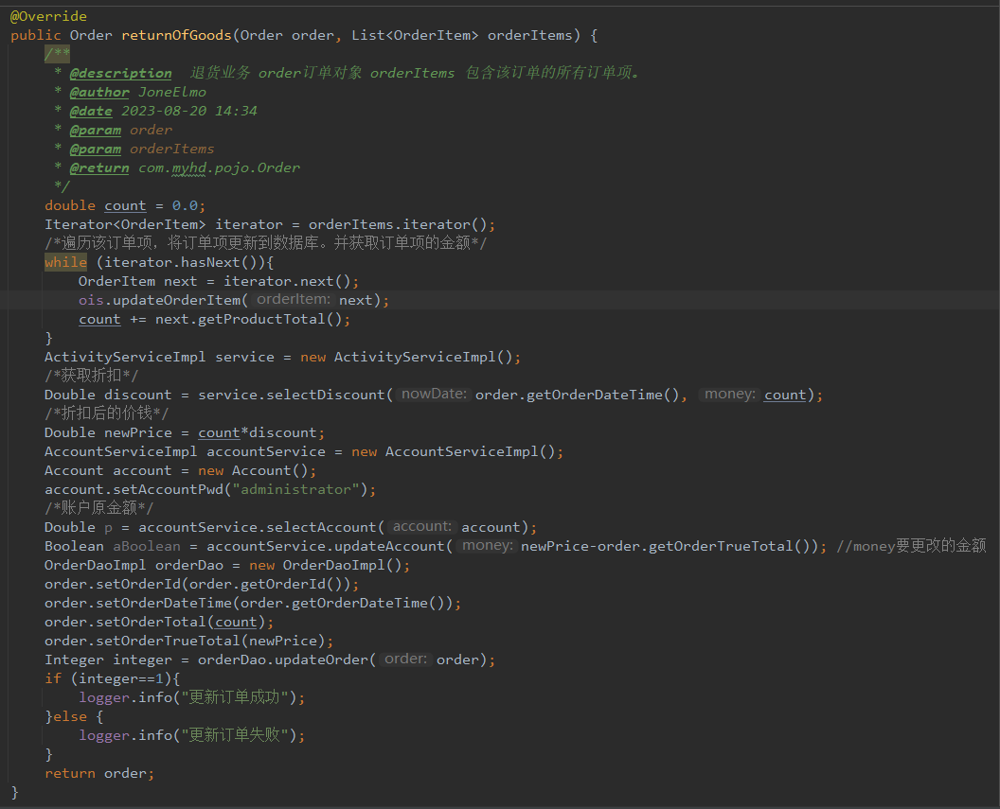 @Override
public Order returnOfGoods(Order order, List<OrderItem> orderItems) {
/**
* @description 退货业务 order订单对象 orderItems 包含该订单的所有订单项。
* @author JoneElmo
* @date 2023-08-20 14:34
* @param order
* @param orderItems
* @return com.myhd.pojo.Order
*/
double count = 0.0;
Iterator<OrderItem> iterator = orderItems.iterator();
/*遍历该订单项，将订单项更新到数据库。并获取订单项的金额*/
while (iterator.hasNext()){
OrderItem next = iterator.next();
ois.updateOrderItem( orderItem: next);
count += next.getProductTotal();
}
ActivityServiceImpl service = new ActivityServiceImpl();
/*获取折扣*/
Double discount = service.selectDiscount( nowDate: order.getOrderDateTime(), money: count);
/*折扣后的价钱*/
Double newPrice = count*discount;
AccountServiceImpl accountService = new AccountServiceImpl();
Account account = new Account();
account.setAccountPwd("administrator");
/*账户原金额*/
Double p = accountService.selectAccount( account: account);
Boolean aBoolean = accountService.updateAccount( money: newPrice-order.getOrderTrueTotal()); //money要更改的金额
OrderDaoImpl orderDao = new OrderDaoImpl();
order.setOrderId(order.getOrderId());
order.setOrderDateTime(order.getOrderDateTime());
order.setOrderTotal(count);
order.setOrderTrueTotal(newPrice);
Integer integer = orderDao.updateOrder( order: order);
if (integer==1){
logger.info("更新订单成功");
}else {
logger.info("更新订单失败");
}
return order;
}